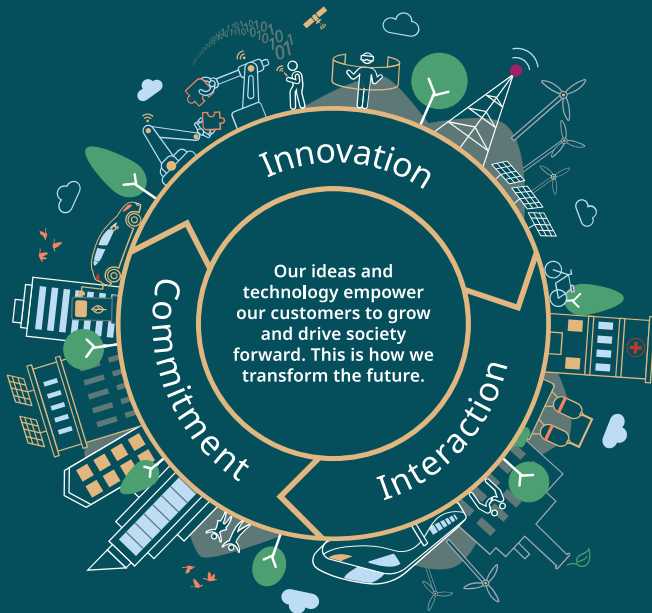 Innovation
Interaction
Commitment
Our ideas and
technology empower
our customers to grow
and drive society
forward. This is how we
transform the future.